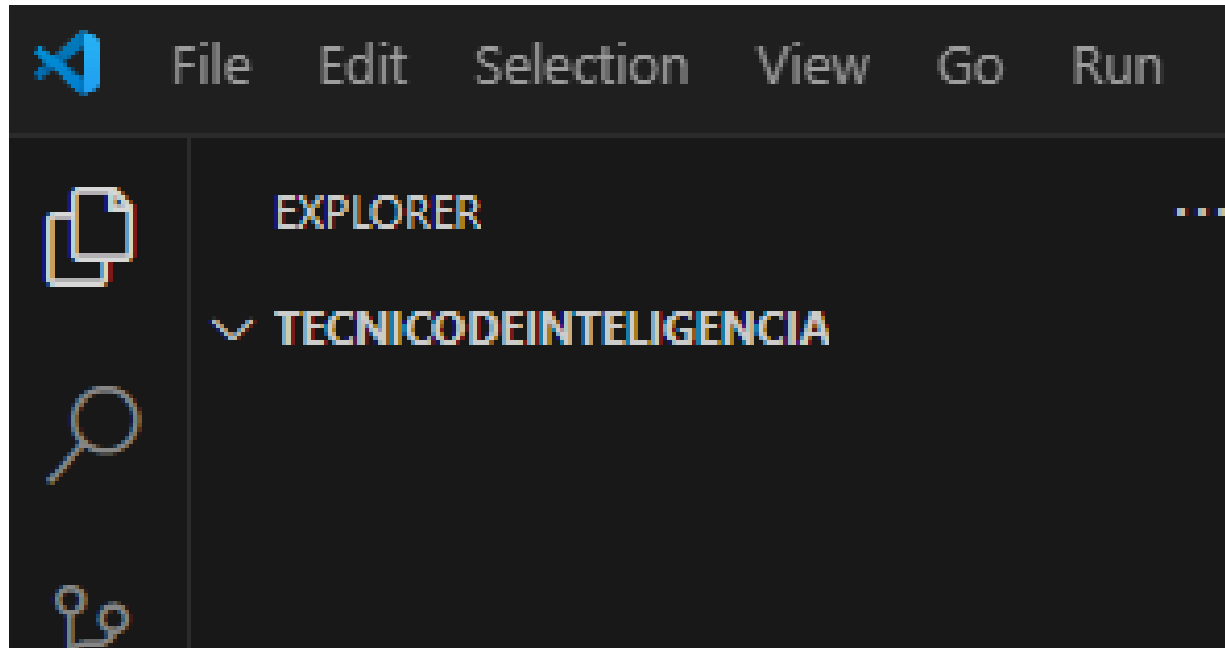 File Edit Selection View Go Run
EXPLORER ...
TECNICODEINTELIGENCIA